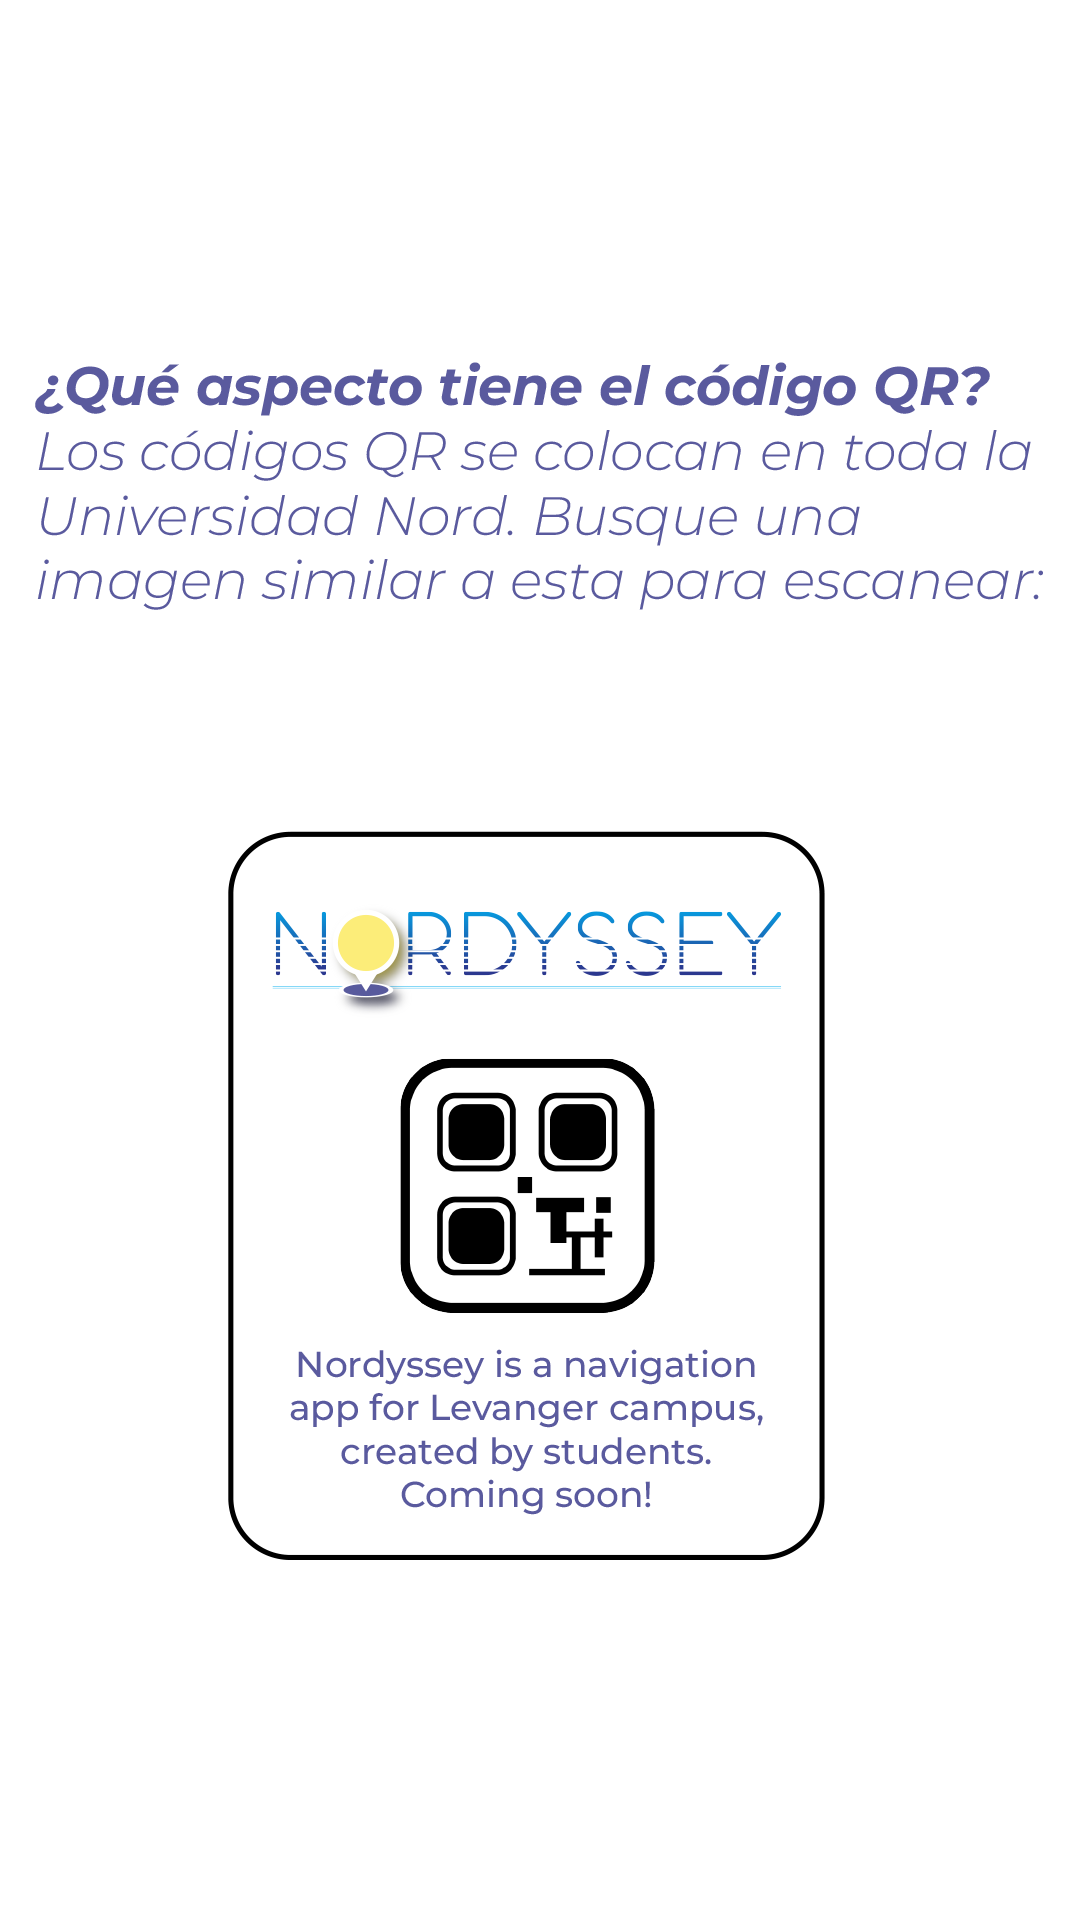 ¿Qué aspecto tiene el código QR?
Los códigos QR se colocan en toda la
Universidad Nord. Busque una
imagen similar a esta para escanear:
NORDYSSEY
Nordyssey is a navigation
app for Levanger campus,
created by students.
Coming soon!